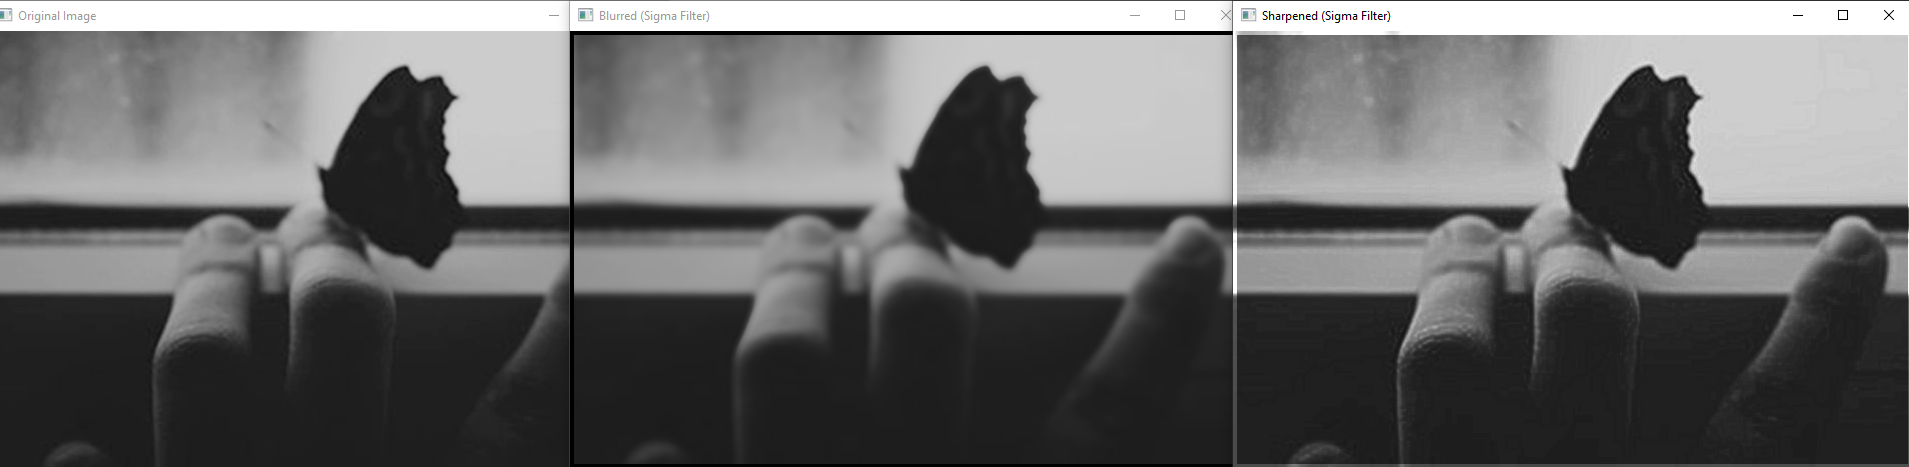 Original Image
Blurred (Sigma Filter)
Sharpened (Sigma Filter)